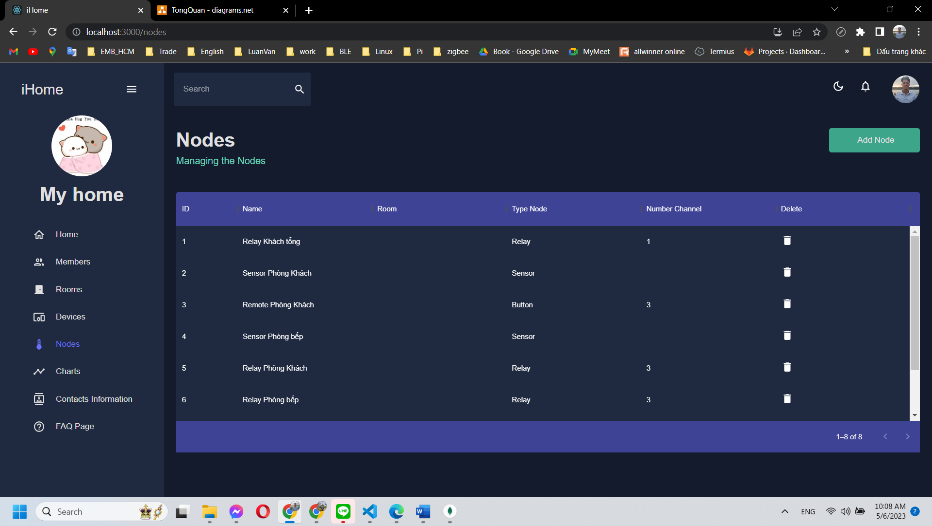 iHome
TongQuan - diagrams.net
localhost:3000/nodes
EMB_HCM
Trade
English
LuanVan
work
BLE
Linux
Pi
zigbee
Book - Google Drive
MyMeet
allwinner online
Termius
Projects · Dashboar...
»
Dấu trang khác
iHome
Search
My home
Home
Members
Rooms
Devices
Nodes
Charts
Contacts Information
FAQ Page
Nodes
Managing the Nodes
Add Node
ID Name Room Type Node Number Channel Delete
1 Relay Khách tổng Relay 1
2 Sensor Phòng Khách Sensor
3 Remote Phòng Khách Button 3
4 Sensor Phòng bếp Sensor
5 Relay Phòng Khách Relay 3
6 Relay Phòng bếp Relay 3
1–8 of 8
Search
ENG
10:08 AM
5/6/2023